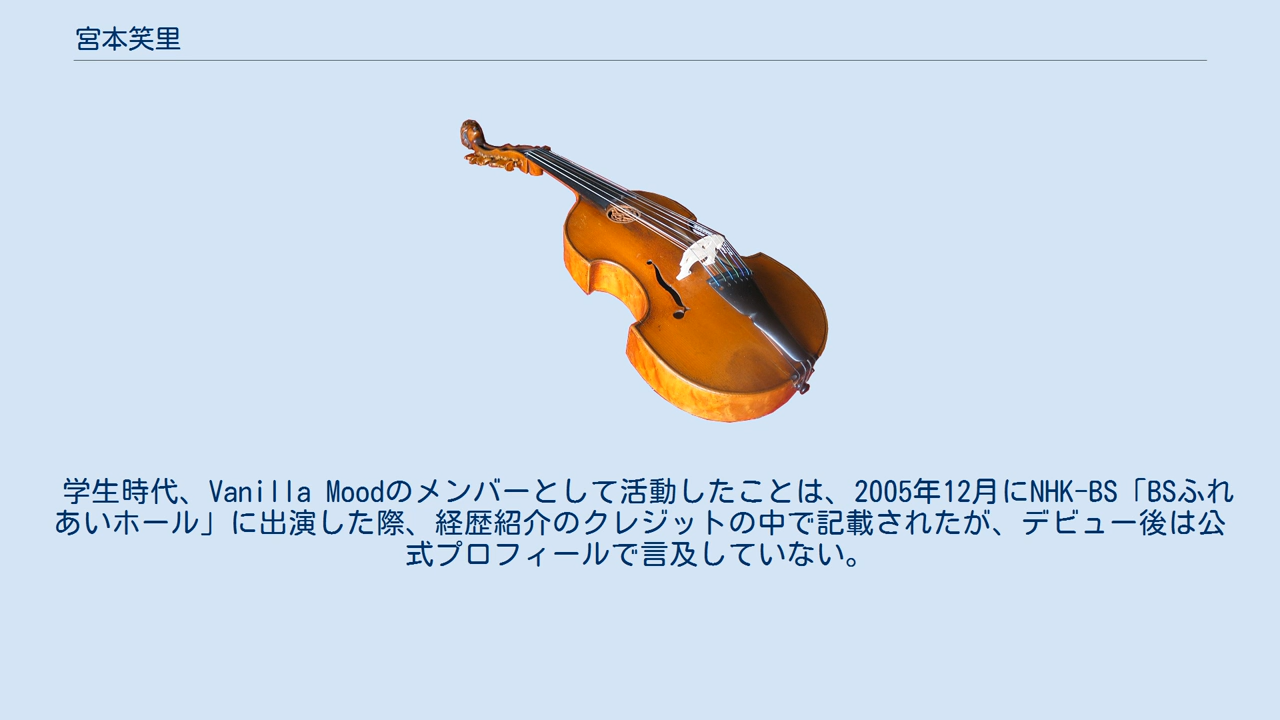 宮本笑里
学生時代、Vanilla Moodのメンバーとして活動したことは、2005年12月にNHK-BS「BSふれ
あいホール」に出演した際、経歴紹介のクレジットの中で記載されたが、デビュー後は公
式プロフィールで言及していない。